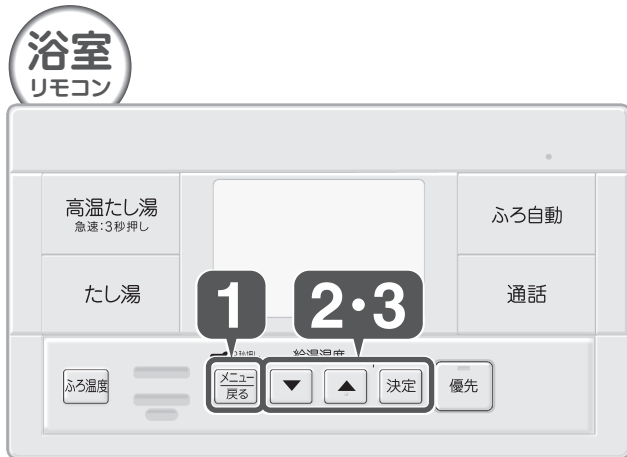 浴室
リモコン
高温たし湯
急速:3秒押し
ふろ自動
たし湯
通話
1
2・3
給湯温度
ふろ温度
メニュー
戻る
▼
▲
決定
優先